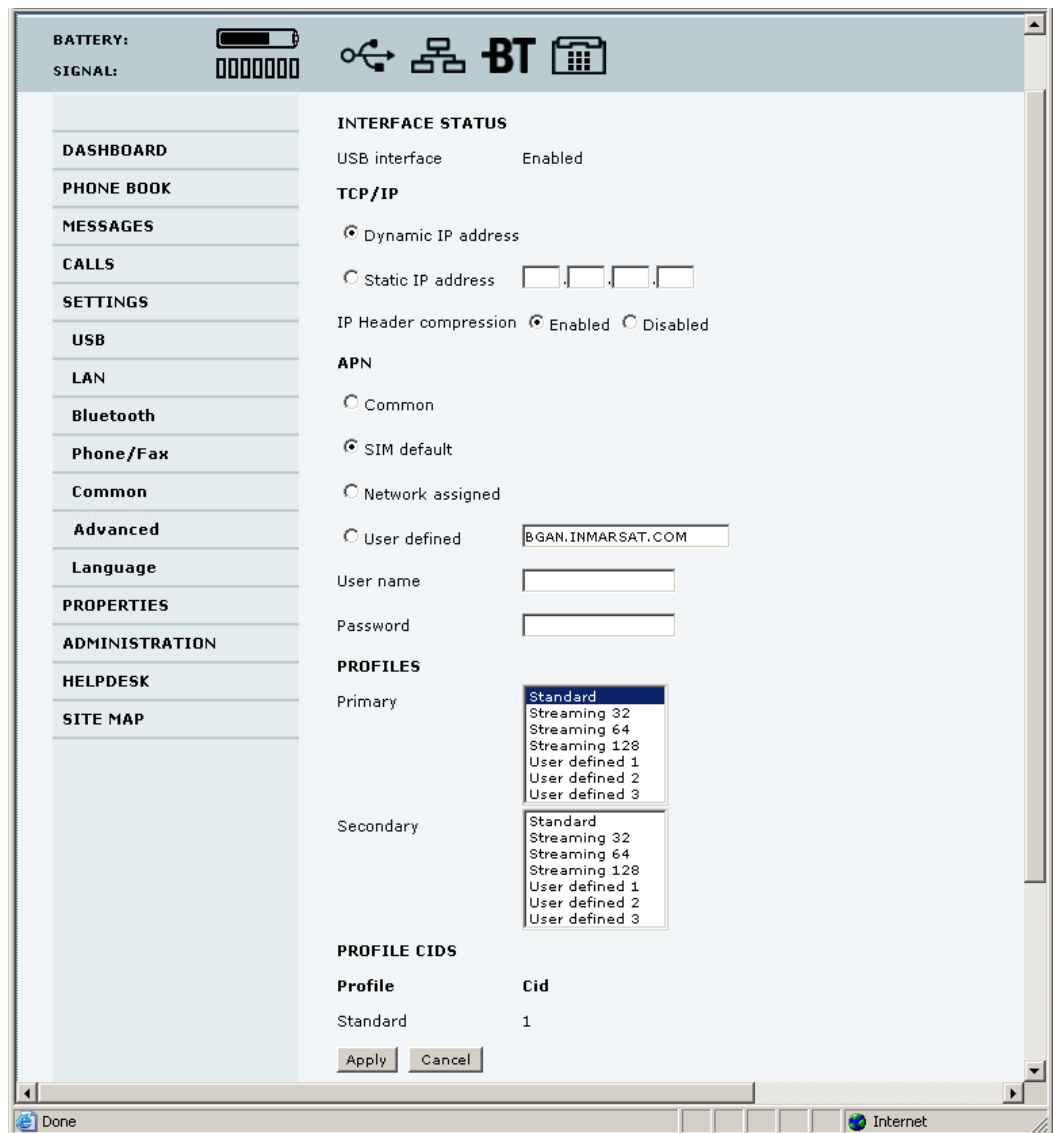 BATTERY:
SIGNAL:
BT
DASHBOARD
PHONE BOOK
MESSAGES
CALLS
SETTINGS
USB
LAN
Bluetooth
Phone/Fax
Common
Advanced
Language
PROPERTIES
ADMINISTRATION
HELPDESK
SITE MAP
INTERFACE STATUS
USB interface Enabled
TCP/IP
Dynamic IP address
Static IP address . . .
IP Header compression Enabled Disabled
APN
Common
SIM default
Network assigned
User defined BGAN.INMARSAT.COM
User name
Password
PROFILES
Primary
Standard
Streaming 32
Streaming 64
Streaming 128
User defined 1
User defined 2
User defined 3
Secondary
Standard
Streaming 32
Streaming 64
Streaming 128
User defined 1
User defined 2
User defined 3
PROFILE CIDS
Profile Cid
Standard 1
Apply Cancel
Done Internet